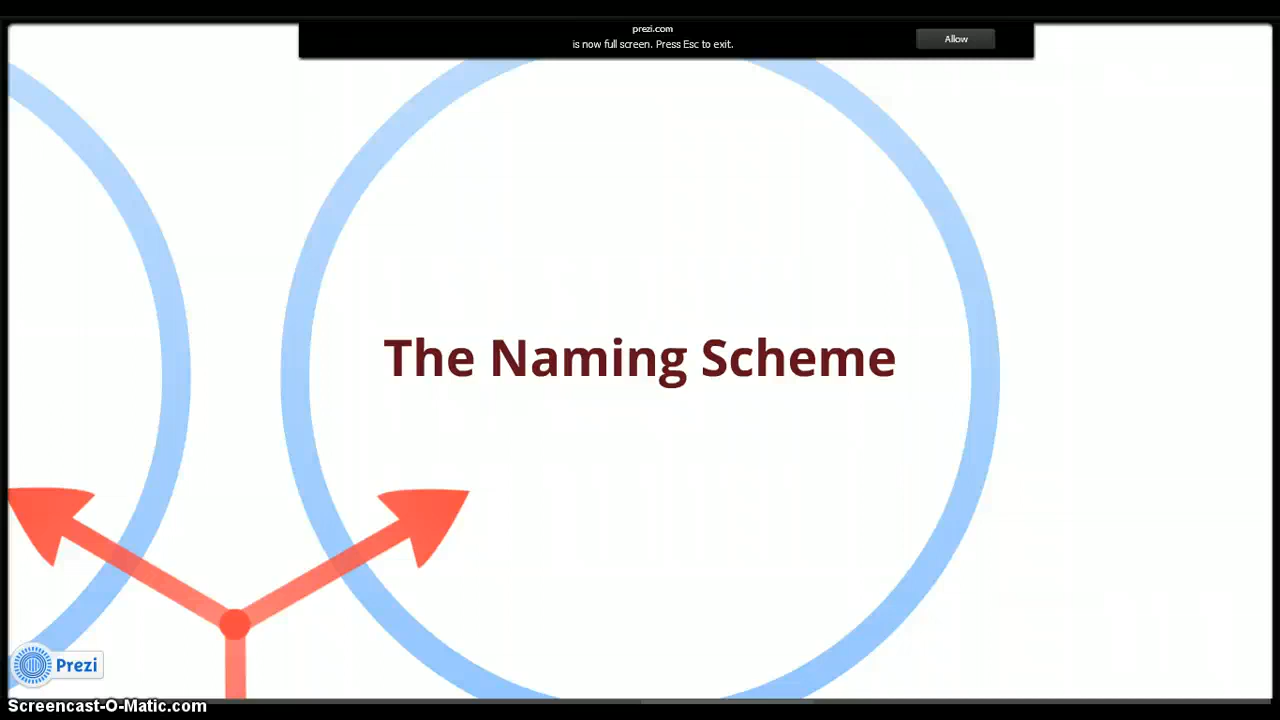 prezi.com
is now full screen. Press Esc to exit.
Allow
The Naming Scheme
Prezi
Screencast-O-Matic.com